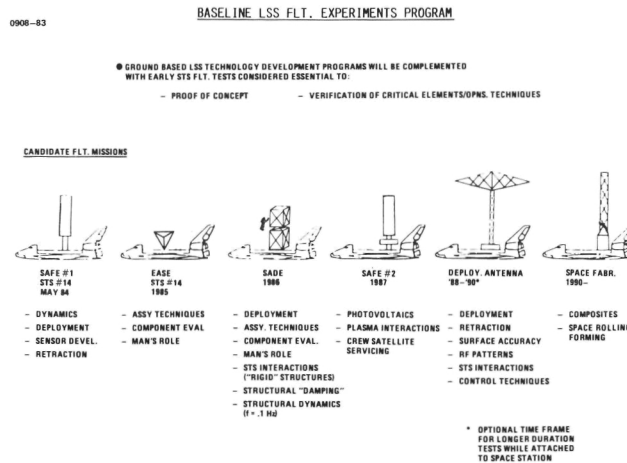 BASELINE LSS FLT. EXPERIMENTS PROGRAM
0908-83
● GROUND BASED LSS TECHNOLOGY DEVELOPMENT PROGRAMS WILL BE COMPLEMENTED
WITH EARLY STS FLT. TESTS CONSIDERED ESSENTIAL TO:
- PROOF OF CONCEPT - VERIFICATION OF CRITICAL ELEMENTS/OPNS. TECHNIQUES
CANDIDATE FLT. MISSIONS
SAFE #1
STS #14
MAY 84
- DYNAMICS
- DEPLOYMENT
- SENSOR DEVEL.
- RETRACTION
EASE
STS #14
1985
- ASSY TECHNIQUES
- COMPONENT EVAL
- MAN'S ROLE
SADE
1986
- DEPLOYMENT
- ASSY. TECHNIQUES
- COMPONENT EVAL.
- MAN'S ROLE
- STS INTERACTIONS
("RIGID" STRUCTURES)
- STRUCTURAL "DAMPING"
- STRUCTURAL DYNAMICS
(f = .1 Hz)
SAFE #2
1987
- PHOTOVOLTAICS
- PLASMA INTERACTIONS
- CREW SATELLITE
SERVICING
DEPLOY. ANTENNA
'88-'90*
- DEPLOYMENT
- RETRACTION
- SURFACE ACCURACY
- RF PATTERNS
- STS INTERACTIONS
- CONTROL TECHNIQUES
SPACE FABR.
1990-
- COMPOSITES
- SPACE ROLLING
FORMING
* OPTIONAL TIME FRAME
FOR LONGER DURATION
TESTS WHILE ATTACHED
TO SPACE STATION